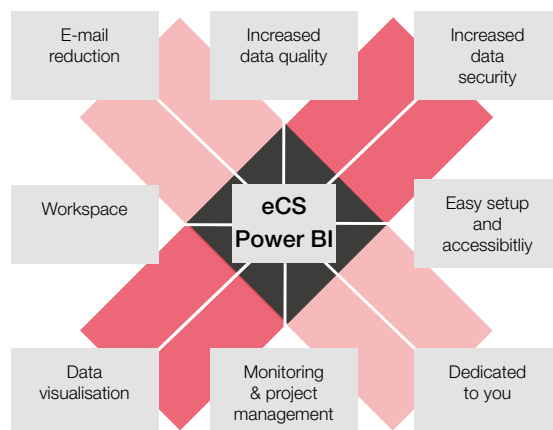 E-mail
reduction
Increased
data quality
Increased
data
security
Workspace
eCS
Power BI
Easy setup
and
accessibitliy
Data
visualisation
Monitoring
& project
management
Dedicated
to you